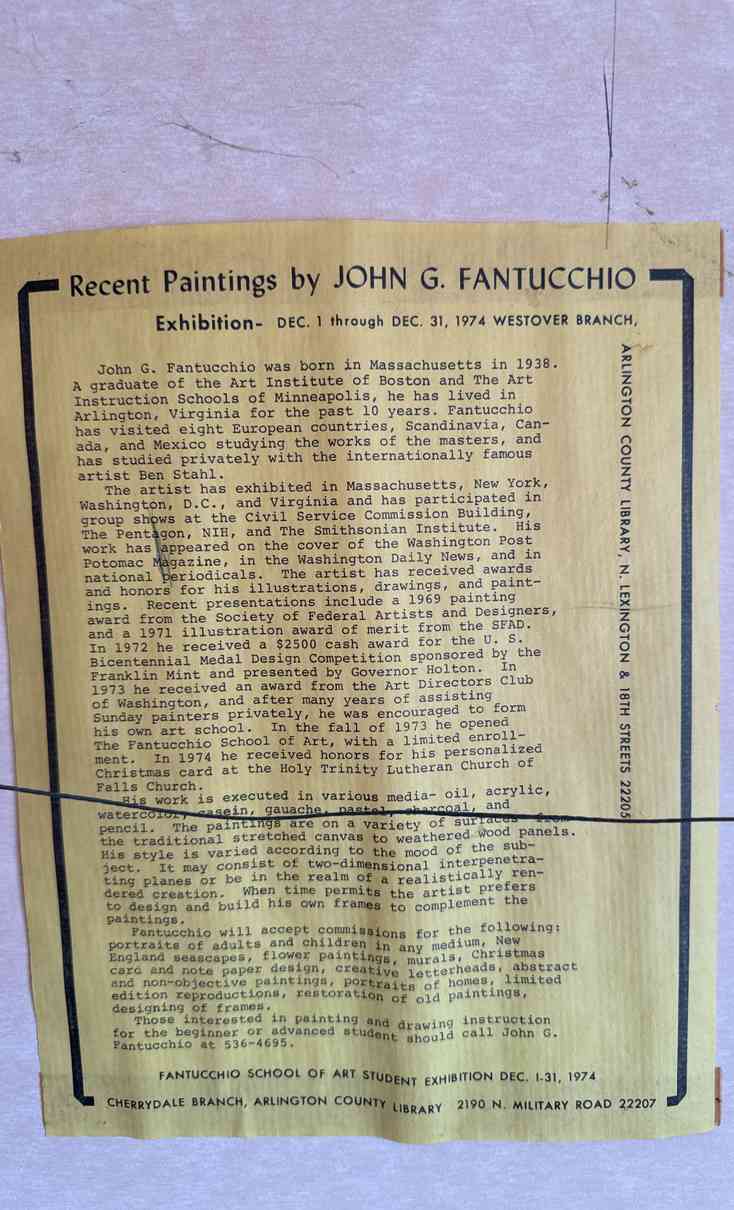 Recent Paintings by JOHN G. FANTUCCHIO
Exhibition- DEC. 1 through DEC. 31, 1974 WESTOVER BRANCH,
ARLINGTON COUNTY LIBRARY, N. LEXINGTON & 18TH STREETS 22205
John G. Fantucchio was born in Massachusetts in 1938.
A graduate of the Art Institute of Boston and The Art
Instruction Schools of Minneapolis, he has lived in
Arlington, Virginia for the past 10 years. Fantucchio
has visited eight European countries, Scandinavia, Can-
ada, and Mexico studying the works of the masters, and
has studied privately with the internationally famous
artist Ben Stahl.
The artist has exhibited in Massachusetts, New York,
Washington, D.C., and Virginia and has participated in
group shows at the Civil Service Commission Building,
The Pentagon, NIH, and The Smithsonian Institute. His
work has appeared on the cover of the Washington Post
Potomac Magazine, in the Washington Daily News, and in
national periodicals. The artist has received awards
and honors for his illustrations, drawings, and paint-
ings. Recent presentations include a 1969 painting
award from the Society of Federal Artists and Designers,
and a 1971 illustration award of merit from the SFAD.
In 1972 he received a $2500 cash award for the U. S.
Bicentennial Medal Design Competition sponsored by the
Franklin Mint and presented by Governor Holton. In
1973 he received an award from the Art Directors Club
of Washington, and after many years of assisting
Sunday painters privately, he was encouraged to form
his own art school. In the fall of 1973 he opened
The Fantucchio School of Art, with a limited enroll-
ment. In 1974 he received honors for his personalized
Christmas card at the Holy Trinity Lutheran Church of
Falls Church.
His work is executed in various media- oil, acrylic,
watercolor, casein, gauache, pastel, charcoal, and
pencil. The paintings are on a variety of surfaces from
the traditional stretched canvas to weathered wood panels.
His style is varied according to the mood of the sub-
ject. It may consist of two-dimensional interpenetra-
ting planes or be in the realm of a realistically ren-
dered creation. When time permits the artist prefers
to design and build his own frames to complement the
paintings.
Fantucchio will accept commissions for the following:
portraits of adults and children in any medium, New
England seascapes, flower paintings, murals, Christmas
card and note paper design, creative letterheads, abstract
and non-objective paintings, portraits of homes, limited
edition reproductions, restoration of old paintings,
designing of frames.
Those interested in painting and drawing instruction
for the beginner or advanced student should call John G.
Fantucchio at 536-4695.
FANTUCCHIO SCHOOL OF ART STUDENT EXHIBITION DEC. 1-31, 1974
CHERRYDALE BRANCH, ARLINGTON COUNTY LIBRARY 2190 N. MILITARY ROAD 22207